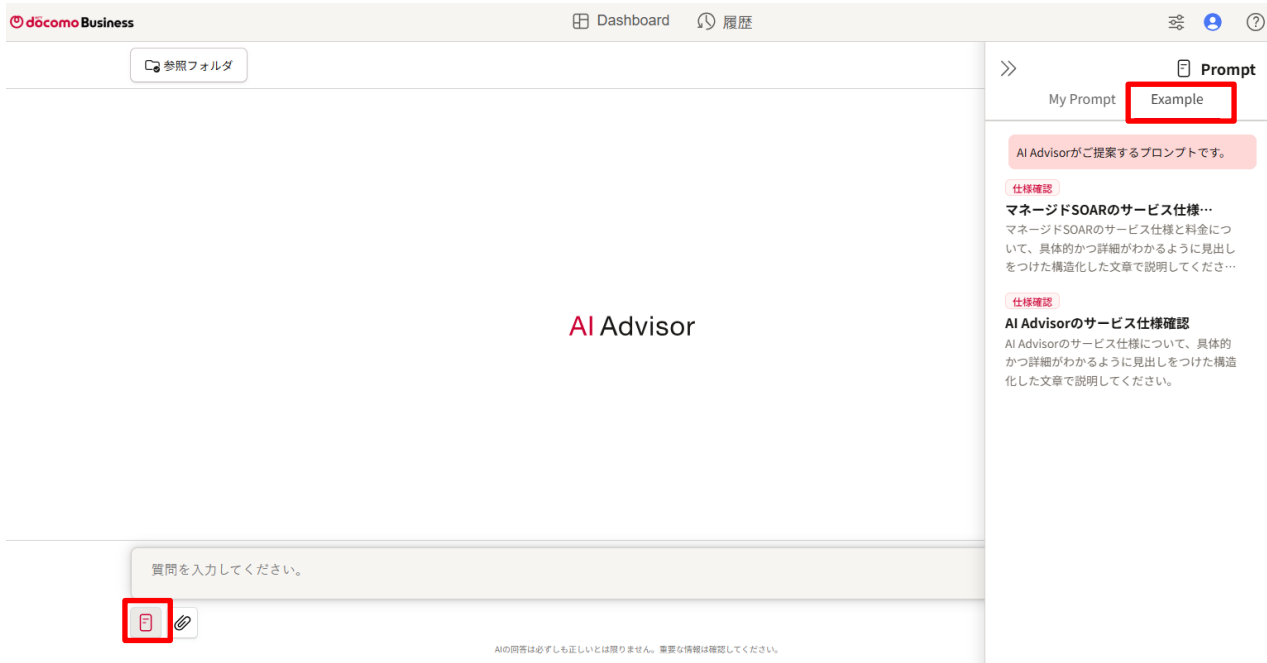 döcomo Business
Dashboard
履歴
参照フォルダ
Prompt
My Prompt
Example
AI Advisorがご提案するプロンプトです。
仕様確認
マネージドSOARのサービス仕様…
マネージドSOARのサービス仕様と料金につ
いて、具体的かつ詳細がわかるように見出し
をつけた構造化した文章で説明してくださ…
仕様確認
AI Advisorのサービス仕様確認
AI Advisorのサービス仕様について、具体的
かつ詳細がわかるように見出しをつけた構造
化した文章で説明してください。
AI Advisor
質問を入力してください。
AIの回答は必ずしも正しいとは限りません。重要な情報は確認してください。